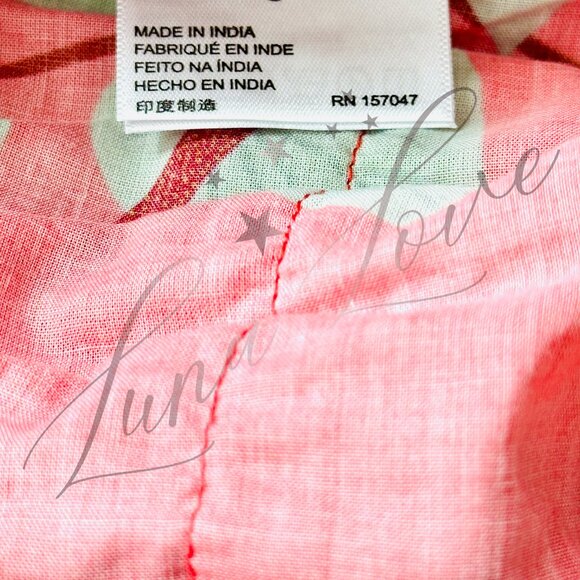 MADE IN INDIA
FABRIQUÉ EN INDE
FEITO NA ÍNDIA
HECHO EN INDIA
印度制造
RN 157047
Luna Love